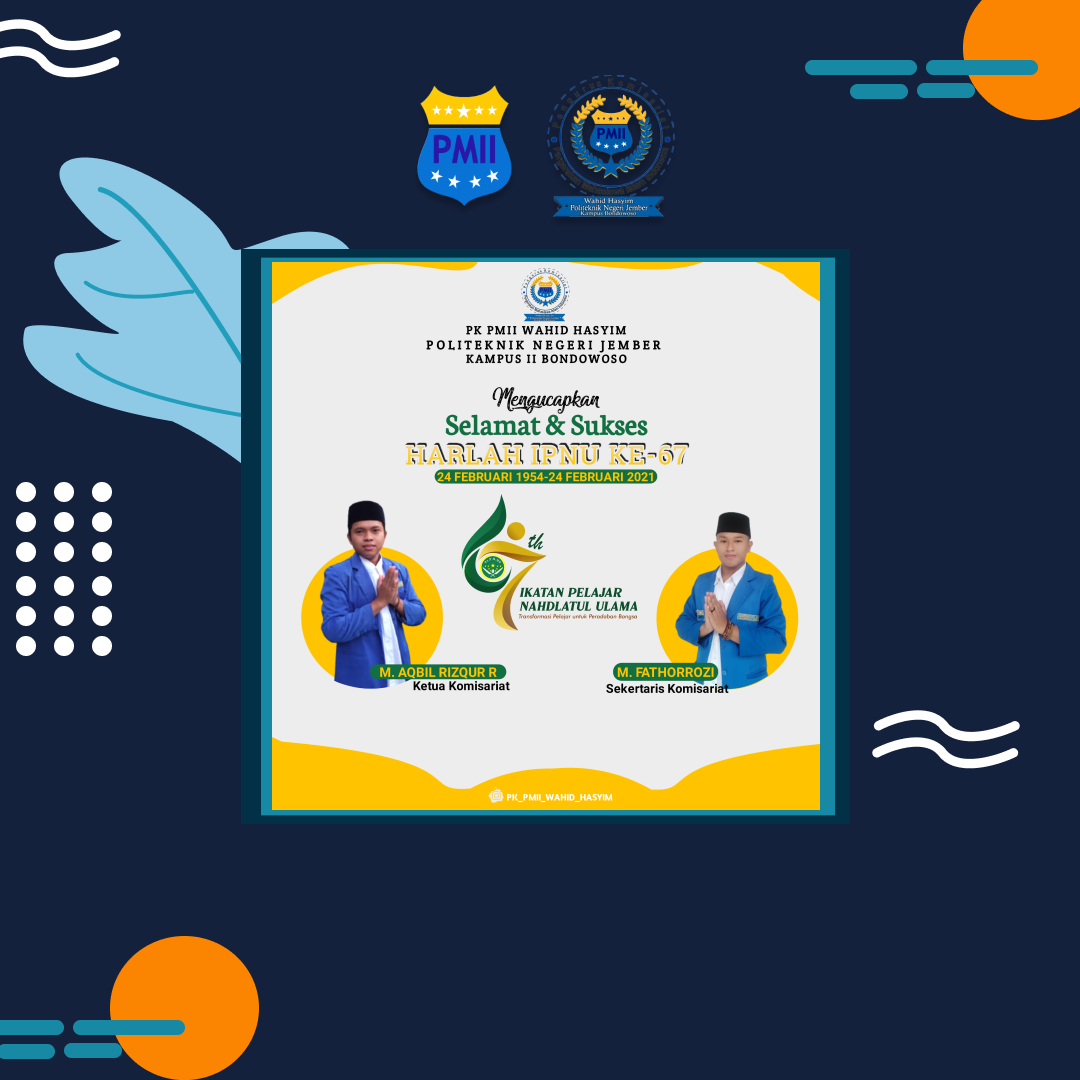 PMII
PMII
Wahid Hasyim
Politeknik Negeri Jember
Kampus Bondowoso
PK PMII WAHID HASYIM
POLITEKNIK NEGERI JEMBER
KAMPUS II BONDOWOSO
Mengucapkan
Selamat & Sukses
HARLAH IPNU KE-67
24 FEBRUARI 1954-24 FEBRUARI 2021
th
IKATAN PELAJAR
NAHDLATUL ULAMA
Transformasi Pelajar untuk Peradaban Bangsa
M. AQBIL RIZQUR R
Ketua Komisariat
M. FATHORROZI
Sekertaris Komisariat
PK_PMII_WAHID_HASYIM